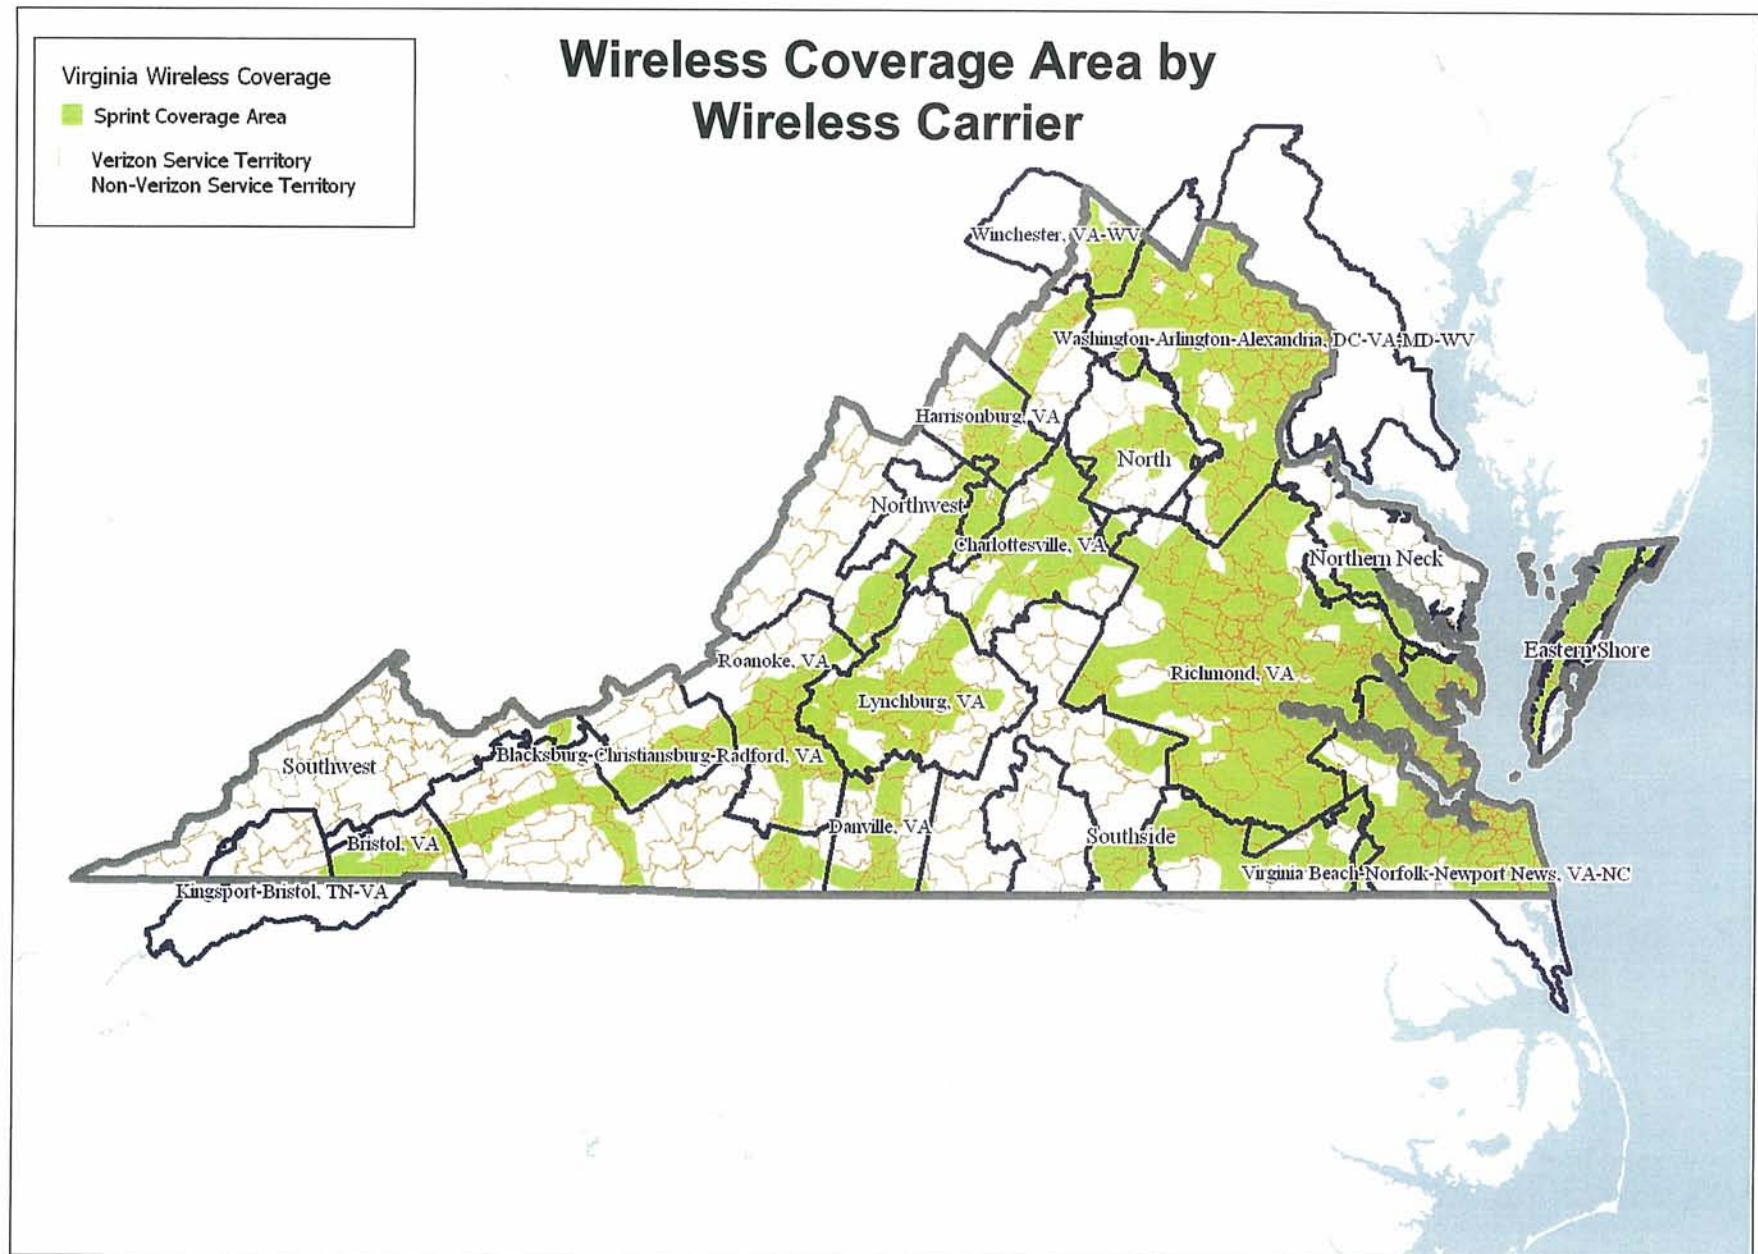 Wireless Coverage Area by
Wireless Carrier
Virginia Wireless Coverage
Sprint Coverage Area
Verizon Service Territory
Non-Verizon Service Territory
Winchester, VA-WV
Washington-Arlington-Alexandria, DC-VA-MD-WV
Harrisonburg, VA
North
Northwest
Charlottesville, VA
Northern Neck
Eastern Shore
Roanoke, VA
Richmond, VA
Lynchburg, VA
Blacksburg-Christiansburg-Radford, VA
Southwest
Danville, VA
Southside
Bristol, VA
Virginia Beach-Norfolk-Newport News, VA-NC
Kingsport-Bristol, TN-VA